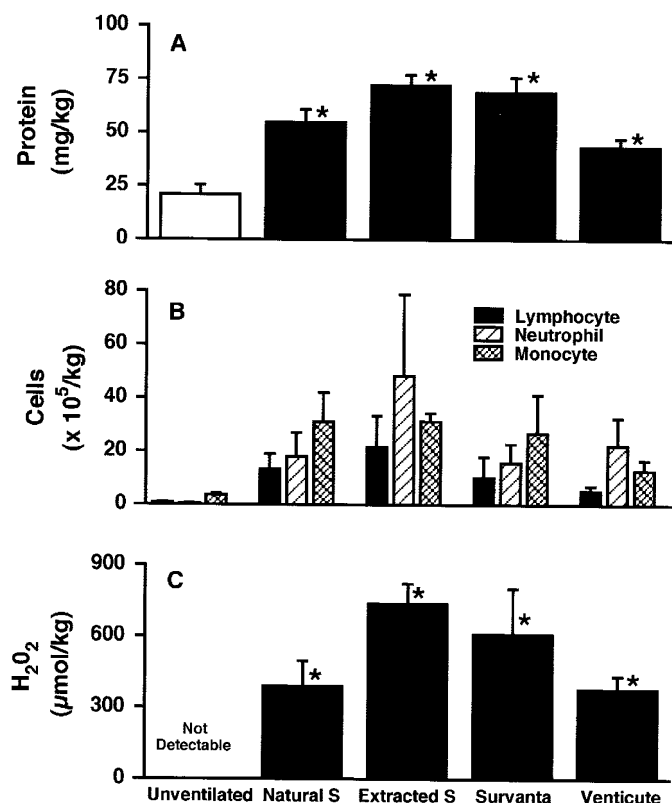 A
Protein
(mg/kg)
100
75
50
25
0
*
*
*
*
B
Cells
(x 10⁵/kg)
80
60
40
20
0
Lymphocyte
Neutrophil
Monocyte
C
H₂0₂
(µmol/kg)
900
600
300
0
Not
Detectable
*
*
*
*
Unventilated Natural S Extracted S Survanta Venticute